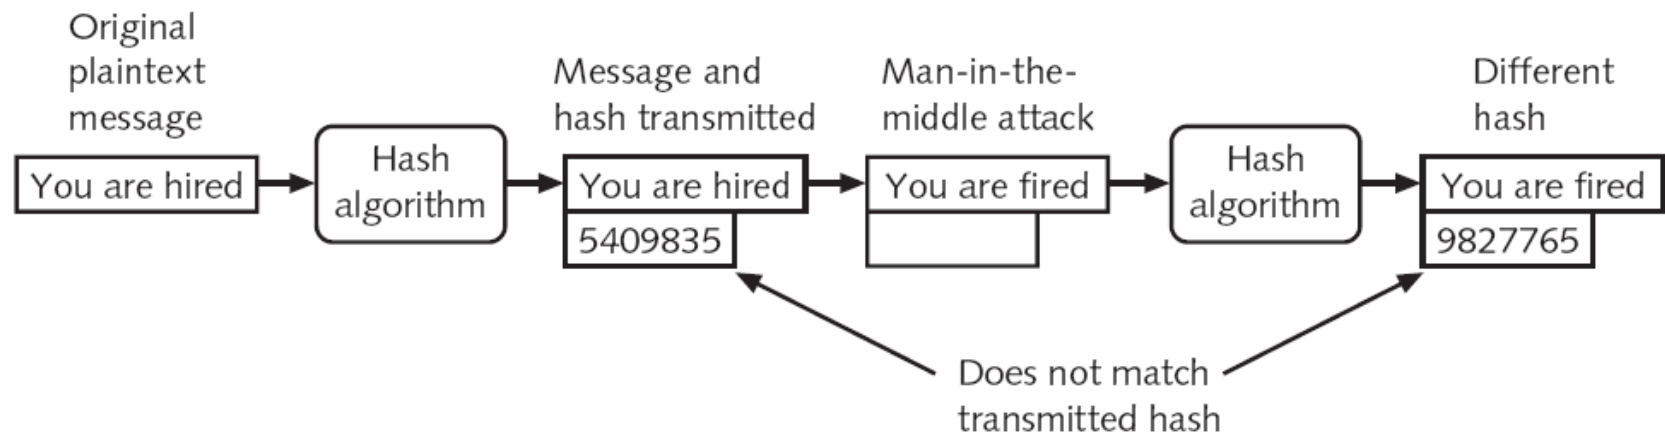 Original
plaintext
message
You are hired
Hash
algorithm
Message and
hash transmitted
You are hired
5409835
Man-in-the-
middle attack
You are fired
Hash
algorithm
Different
hash
You are fired
9827765
Does not match
transmitted hash